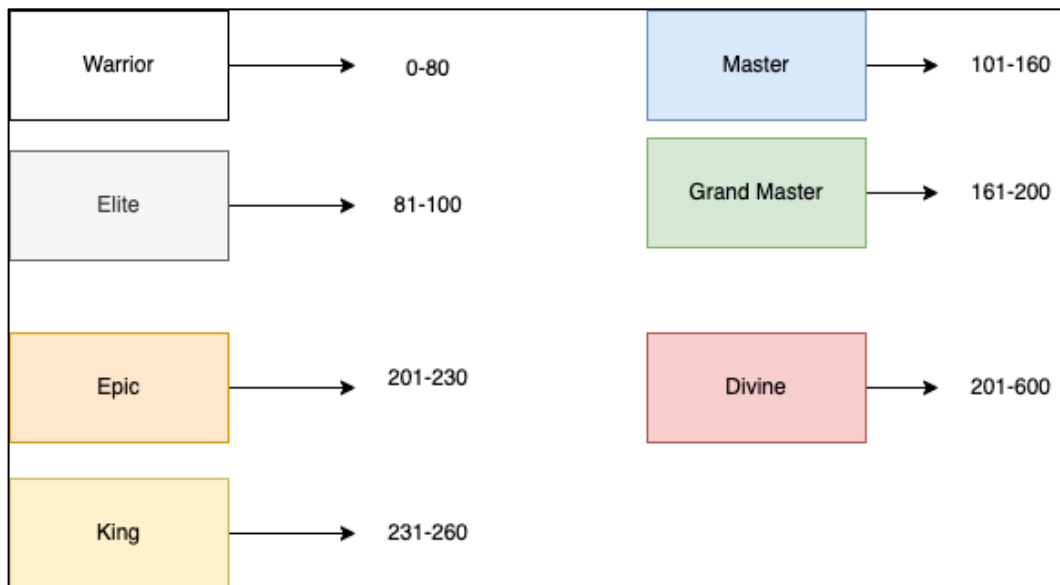 Warrior
0-80
Master
101-160
Elite
81-100
Grand Master
161-200
Epic
201-230
Divine
201-600
King
231-260